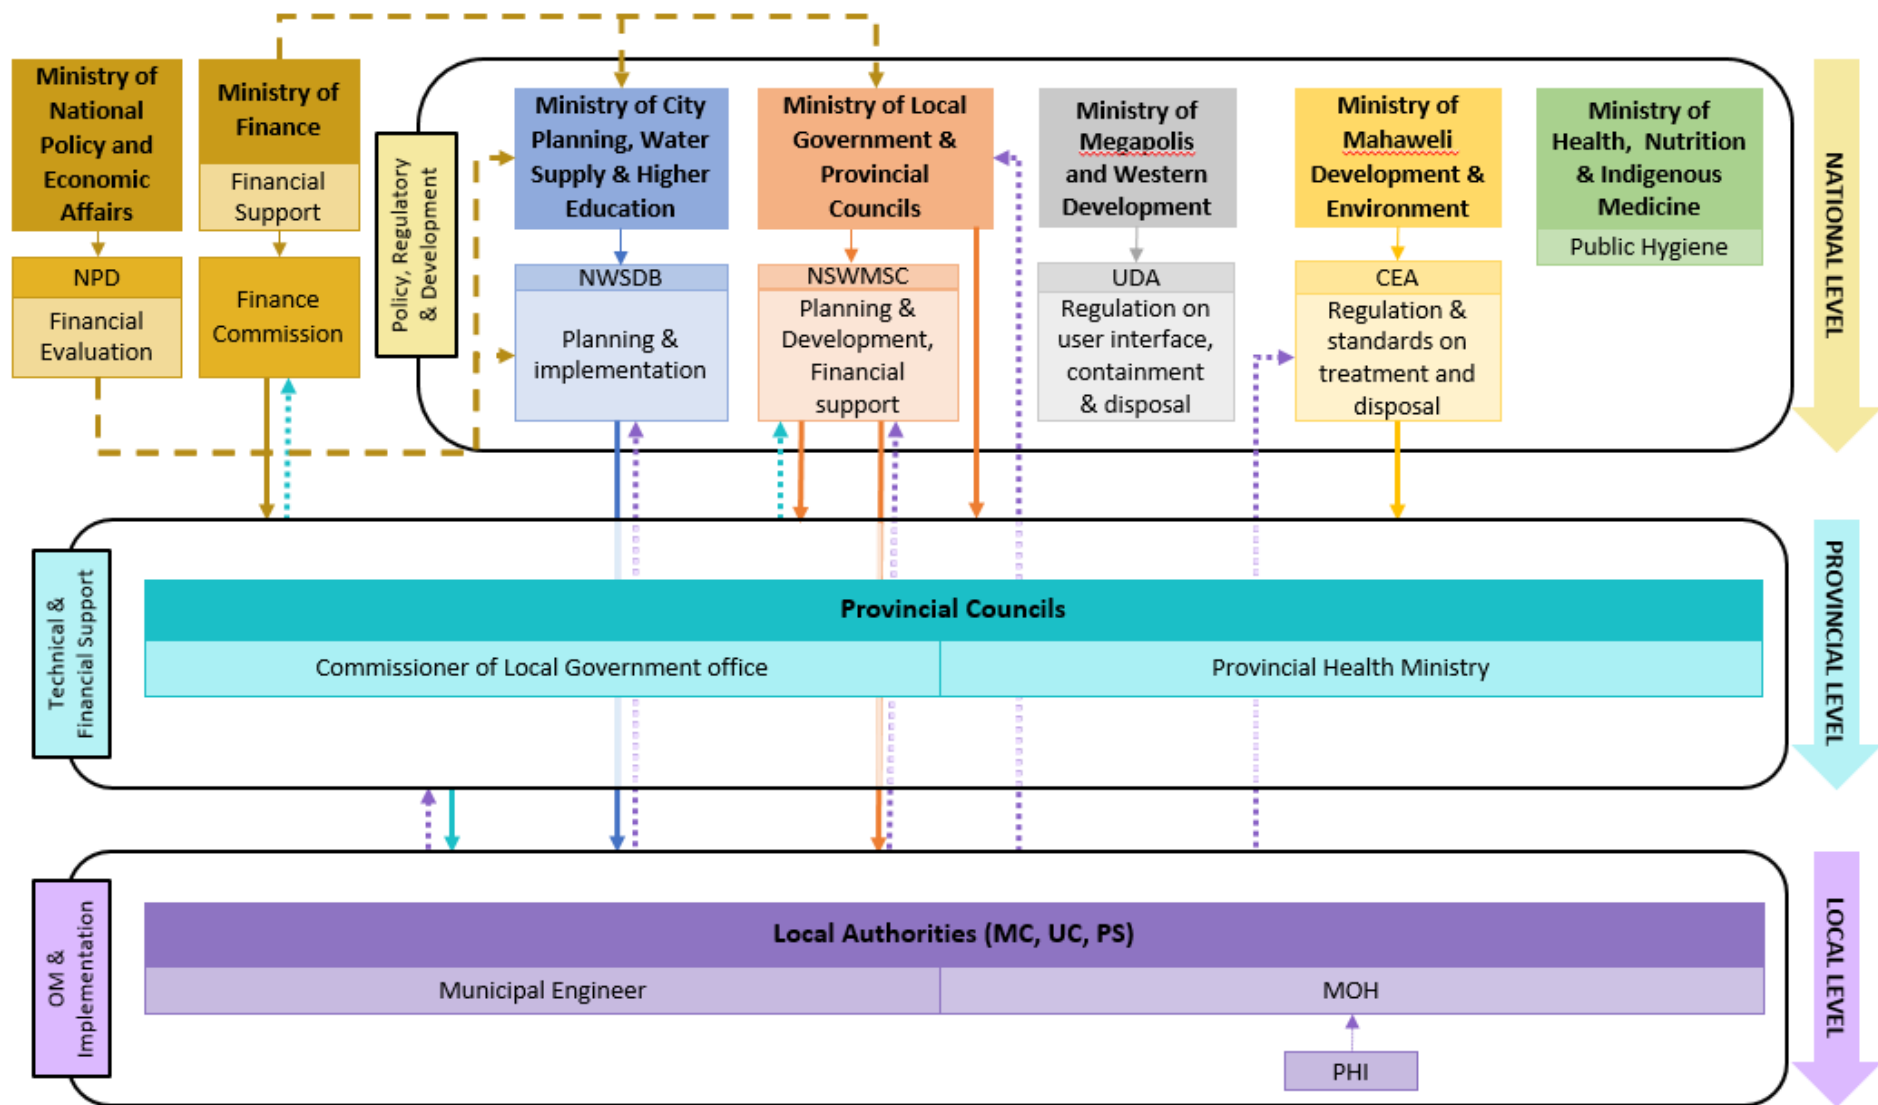 Ministry of
National
Policy and
Economic
Affairs
NPD
Financial
Evaluation
Ministry of
Finance
Financial
Support
Finance
Commission
Policy, Regulatory
& Development
Ministry of City
Planning, Water
Supply & Higher
Education
NWSDB
Planning &
implementation
Ministry of Local
Government &
Provincial
Councils
NSWMSC
Planning &
Development,
Financial
support
Ministry of
Megapolis
and Western
Development
UDA
Regulation on
user interface,
containment
& disposal
Ministry of
Mahaweli
Development &
Environment
CEA
Regulation &
standards on
treatment and
disposal
Ministry of
Health, Nutrition
& Indigenous
Medicine
Public Hygiene
NATIONAL LEVEL
Technical &
Financial Support
Provincial Councils
Commissioner of Local Government office
Provincial Health Ministry
PROVINCIAL LEVEL
OM &
Implementation
Local Authorities (MC, UC, PS)
Municipal Engineer
MOH
PHI
LOCAL LEVEL